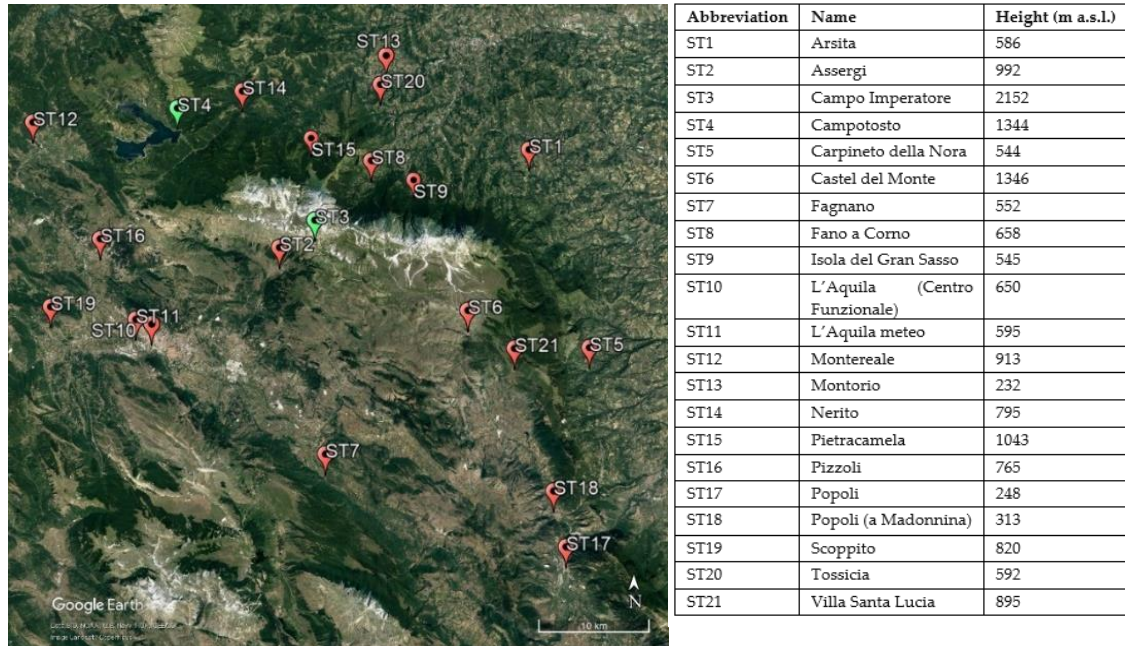 ST13
ST20
ST14
ST4
ST12
ST15
ST8
ST1
ST9
ST3
ST16
ST2
ST19
ST6
ST10
ST11
ST21
ST5
ST7
ST18
ST17
N
Google Earth
10 km
Abbreviation Name Height (m a.s.l.)
ST1 Arsita 586
ST2 Assergi 992
ST3 Campo Imperatore 2152
ST4 Campotosto 1344
ST5 Carpineto della Nora 544
ST6 Castel del Monte 1346
ST7 Fagnano 552
ST8 Fano a Corno 658
ST9 Isola del Gran Sasso 545
ST10 L'Aquila (Centro 650
Funzionale)
ST11 L'Aquila meteo 595
ST12 Montereale 913
ST13 Montorio 232
ST14 Nerito 795
ST15 Pietracamela 1043
ST16 Pizzoli 765
ST17 Popoli 248
ST18 Popoli (a Madonnina) 313
ST19 Scoppito 820
ST20 Tossicia 592
ST21 Villa Santa Lucia 895